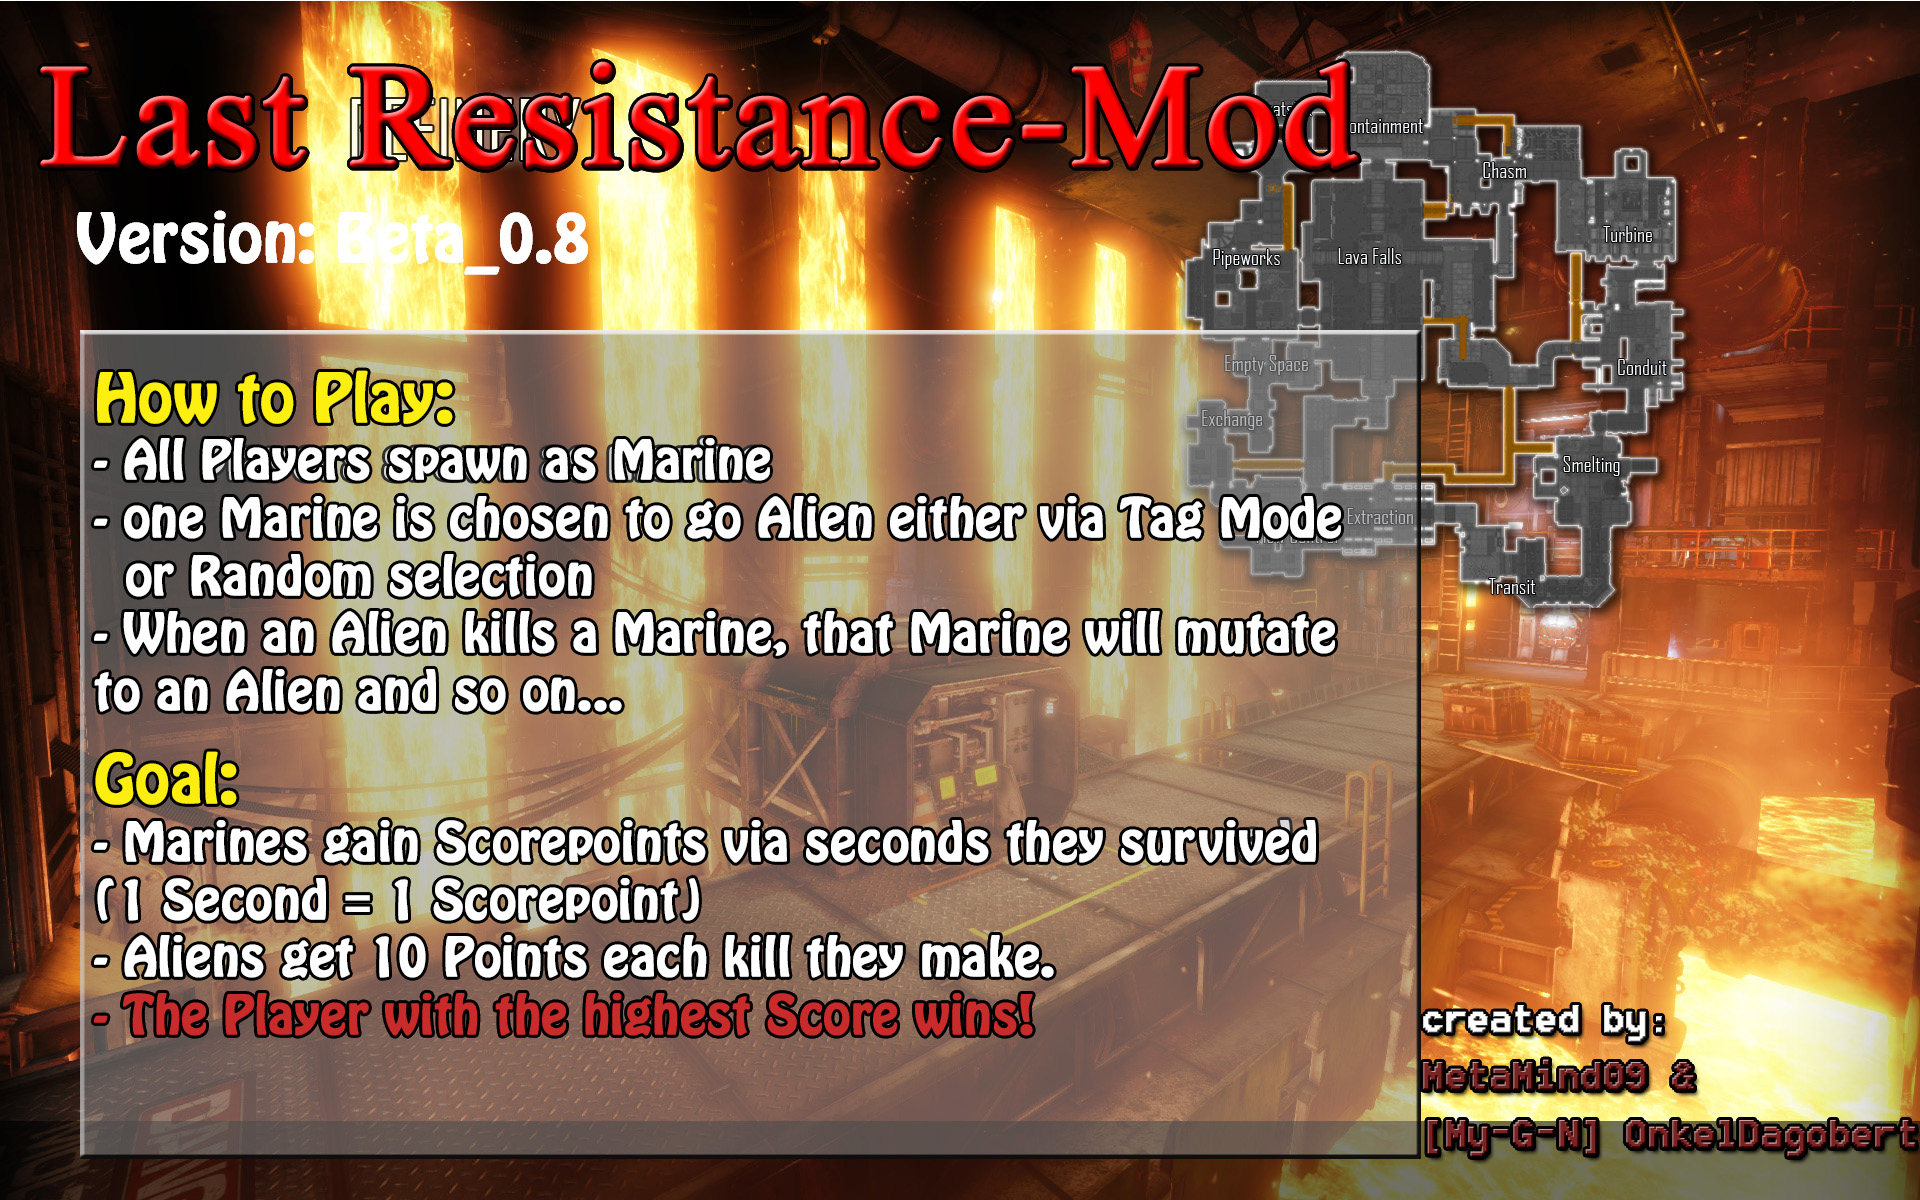 Last Resistance-Mod
Version: Beta_0.8
Containment
Chasm
Turbine
Pipeworks
Lava Falls
Empty Space
Conduit
Exchange
Smelting
Extraction
Transit
How to Play:
- All Players spawn as Marine
- one Marine is chosen to go Alien either via Tag Mode
or Random selection
- When an Alien kills a Marine, that Marine will mutate
to an Alien and so on...
Goal:
- Marines gain Scorepoints via seconds they survived
(1 Second = 1 Scorepoint)
- Aliens get 10 Points each kill they make.
- The Player with the highest Score wins!
created by:
MetaMind09 &
[My-G-N] OnkelDagobert